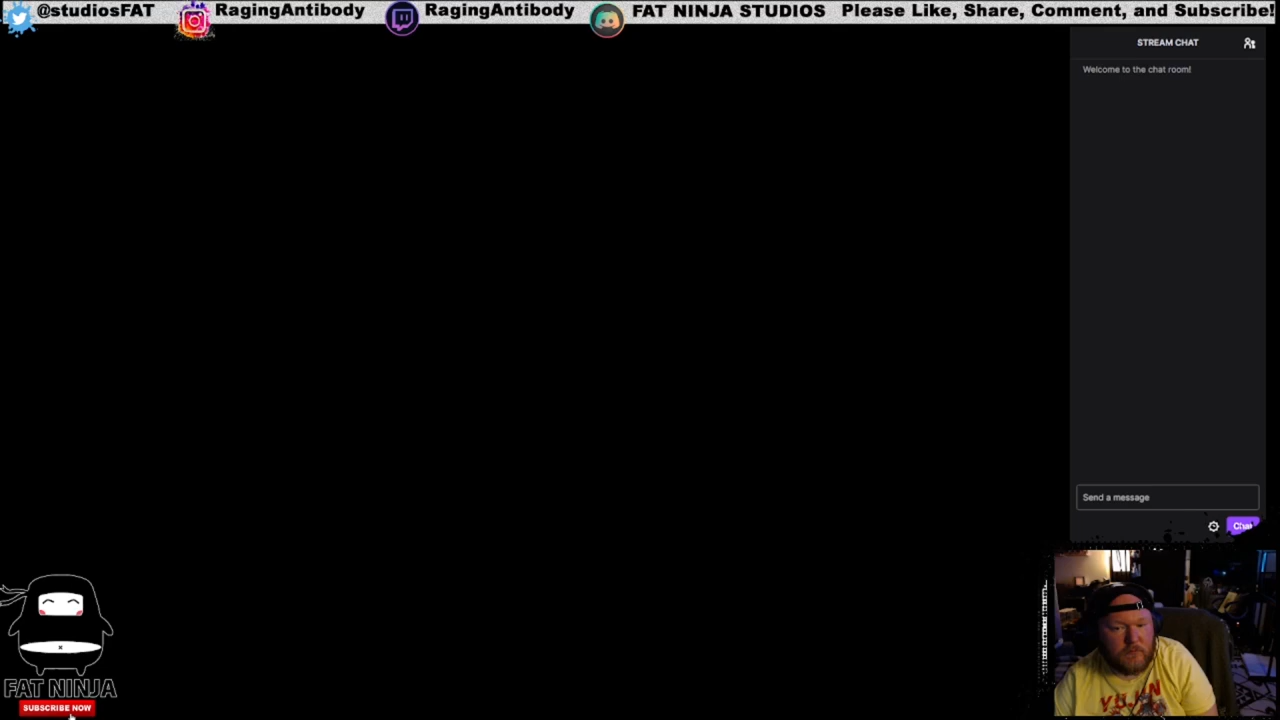 @studiosFAT RagingAntibody RagingAntibody FAT NINJA STUDIOS Please Like, Share, Comment, and Subscribe!
STREAM CHAT
Welcome to the chat room!
Send a message
Chat
FAT NINJA
SUBSCRIBE NOW